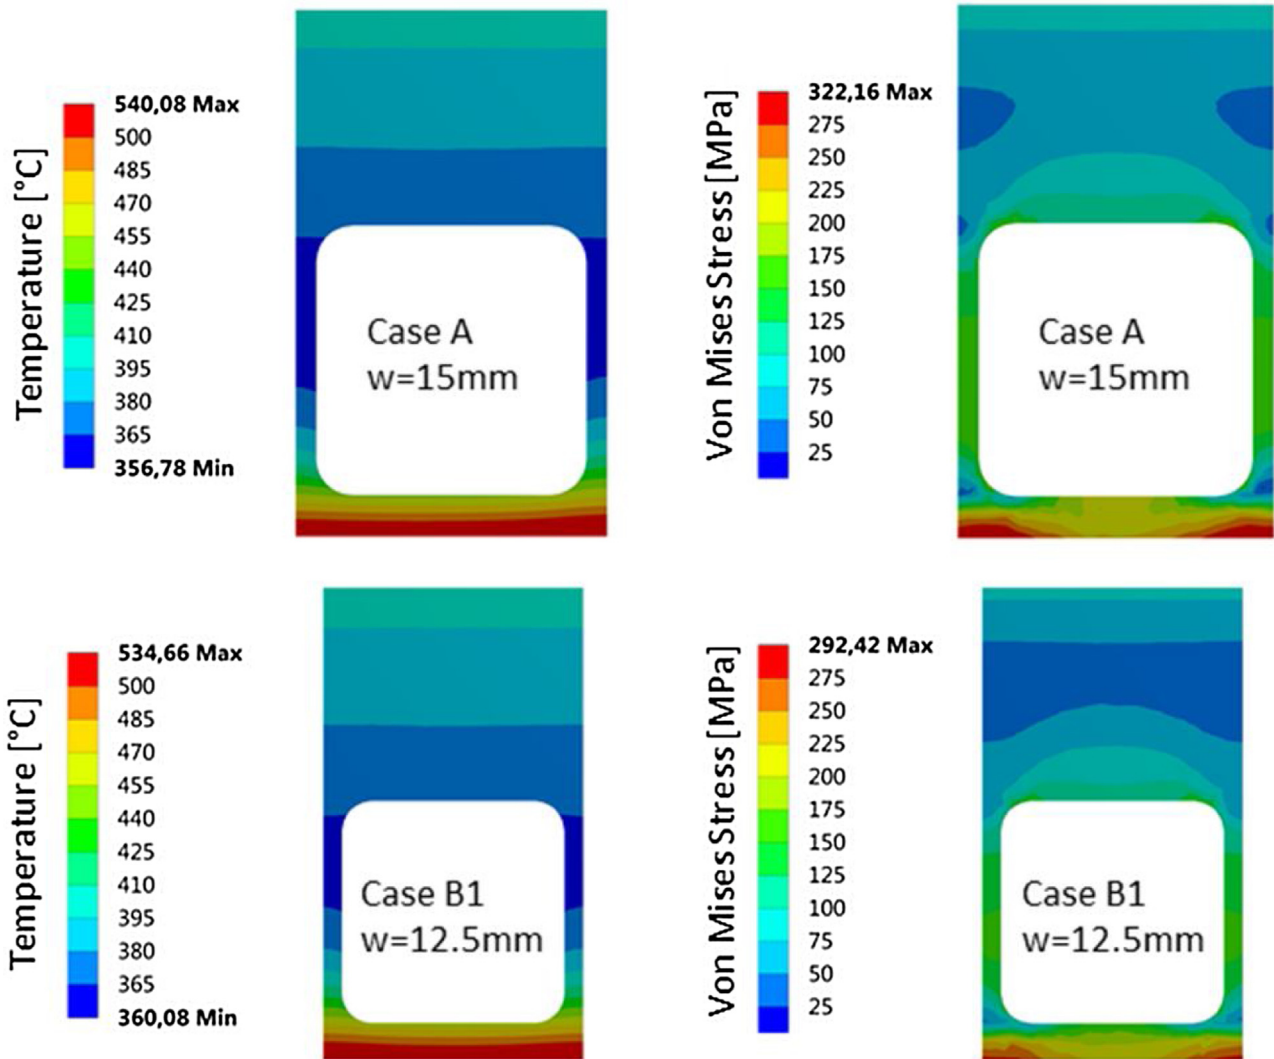 Temperature [°C]
540,08 Max
500
485
470
455
440
425
410
395
380
365
356,78 Min
Case A
w=15mm
Von Mises Stress [MPa]
322,16 Max
275
250
225
200
175
150
125
100
75
50
25
Case A
w=15mm
Temperature [°C]
534,66 Max
500
485
470
455
440
425
410
395
380
365
360,08 Min
Case B1
w=12.5mm
Von Mises Stress [MPa]
292,42 Max
275
250
225
200
175
150
125
100
75
50
25
Case B1
w=12.5mm